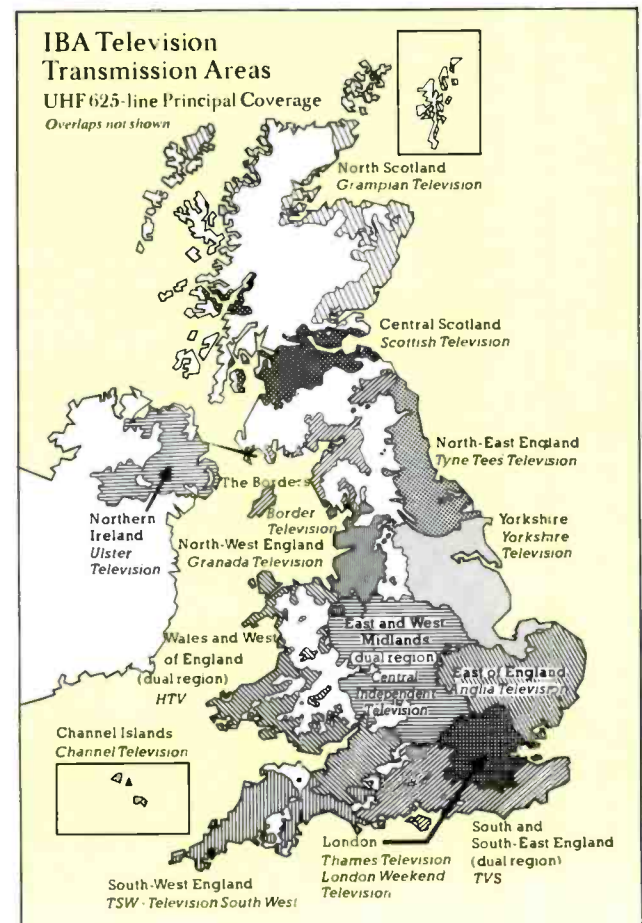 IBA Television
Transmission Areas
UHF 625-line Principal Coverage
Overlaps not shown
North Scotland
Grampian Television
Central Scotland
Scottish Television
North-East England
Tyne Tees Television
The Borders
Border
Television
Northern
Ireland
Ulster
Television
North-West England
Granada Television
Yorkshire
Yorkshire
Television
East and West
Midlands
(dual region)
Central
Independent
Television
Wales and West
of England
(dual region)
HTV
East of England
Anglia Television
Channel Islands
Channel Television
London
Thames Television
London Weekend
Television
South and
South-East England
(dual region)
TVS
South-West England
TSW - Television South West